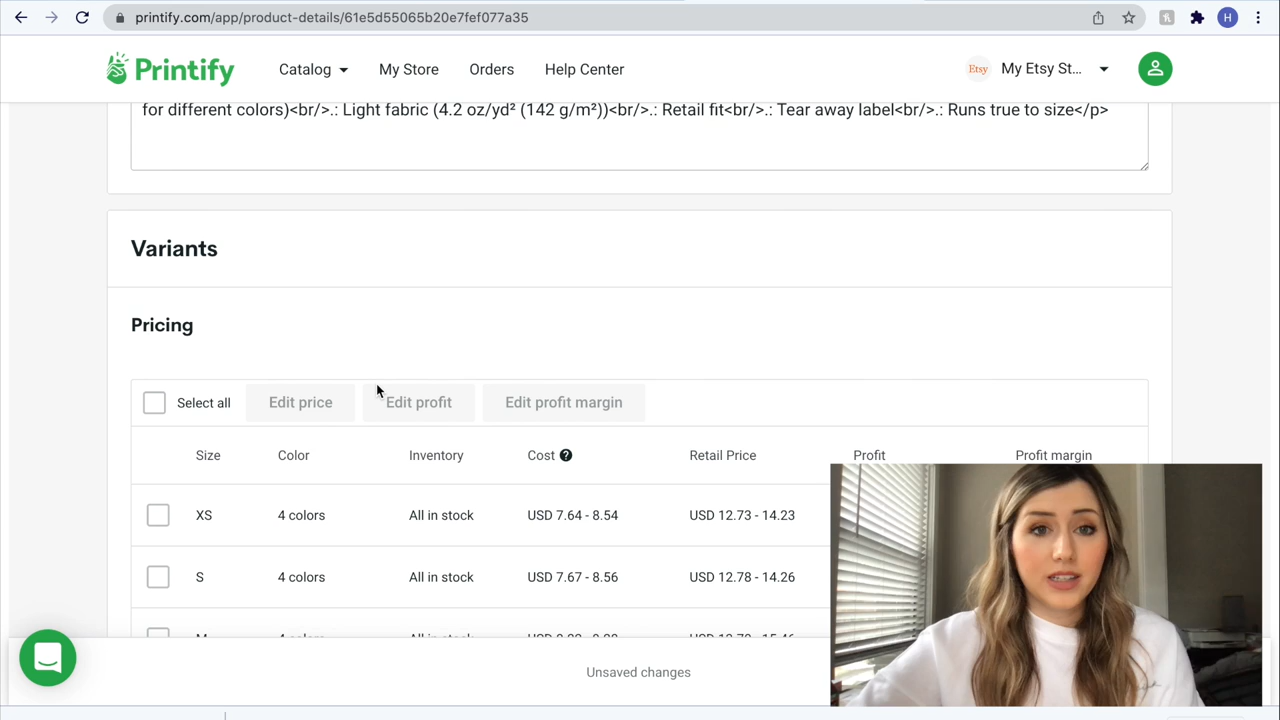 printify.com/app/product-details/61e5d55065b20e7fef077a35
H
Printify
Catalog
My Store
Orders
Help Center
Etsy
My Etsy St...
for different colors)<br/>.: Light fabric (4.2 oz/yd² (142 g/m²))<br/>.: Retail fit<br/>.: Tear away label<br/>.: Runs true to size</p>
Variants
Pricing
Select all
Edit price
Edit profit
Edit profit margin
Size Color Inventory Cost ? Retail Price Profit Profit margin
XS 4 colors All in stock USD 7.64 - 8.54 USD 12.73 - 14.23
S 4 colors All in stock USD 7.67 - 8.56 USD 12.78 - 14.26
Unsaved changes